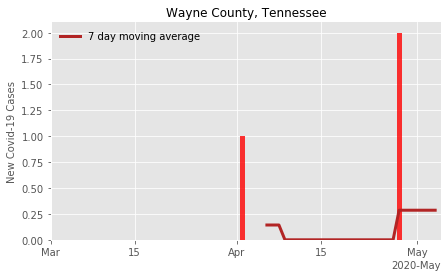 Wayne County, Tennessee
7 day moving average
New Covid-19 Cases
2.00
1.75
1.50
1.25
1.00
0.75
0.50
0.25
0.00
Mar 15 Apr 15 May
2020-May